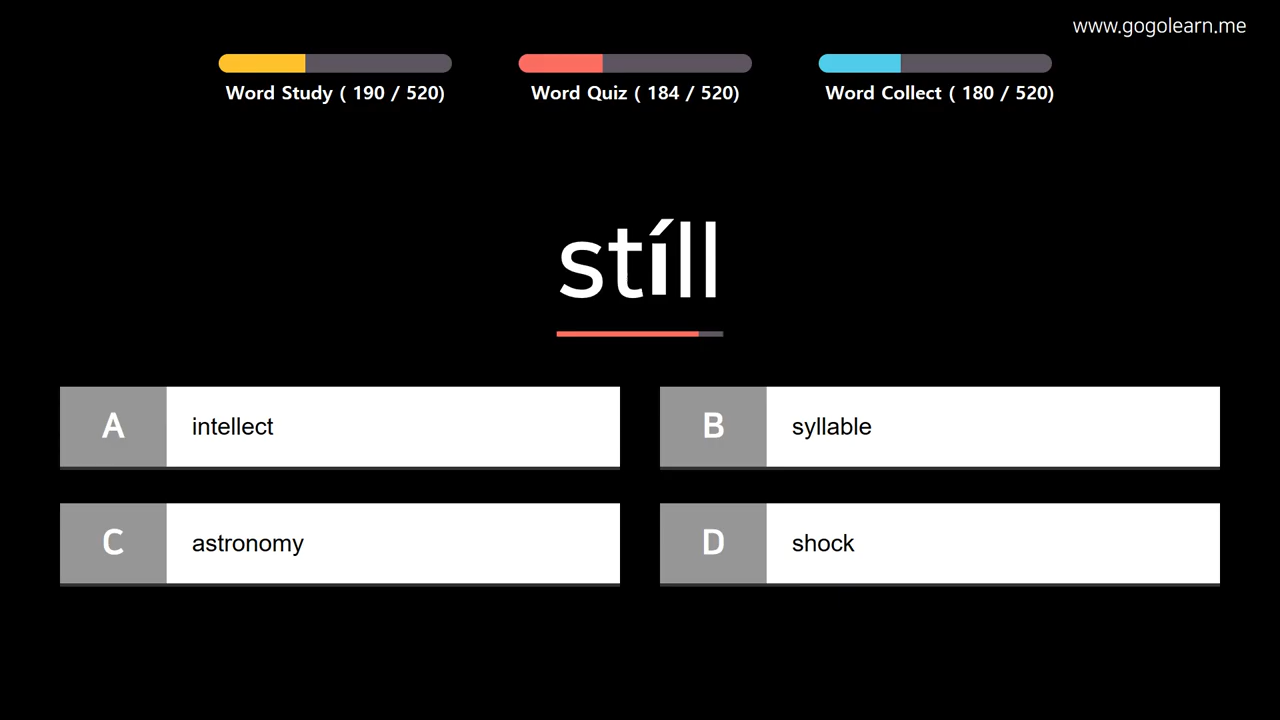 www.gogolearn.me
Word Study ( 190 / 520)
Word Quiz ( 184 / 520)
Word Collect ( 180 / 520)
stíll
A intellect
B syllable
C astronomy
D shock